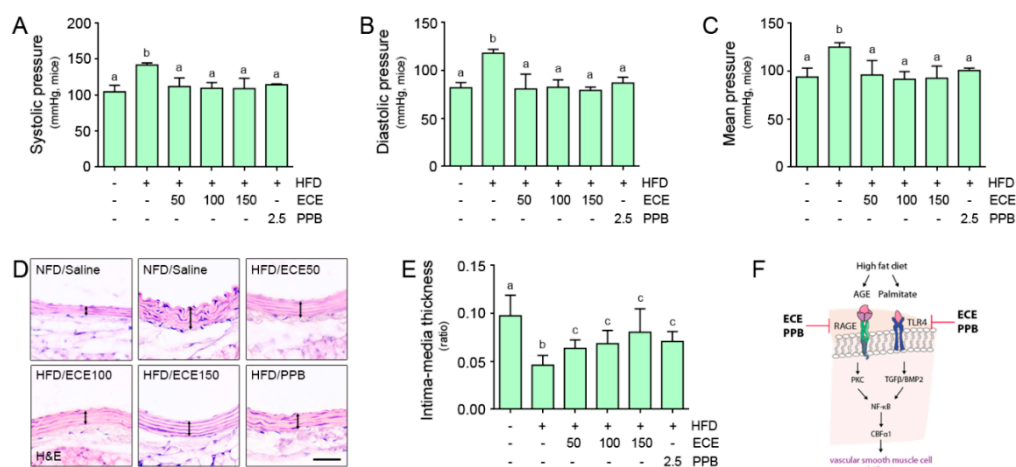 A
Systolic pressure
(mmHg, mice)
200
150
100
50
0
a b a a a a
- + + + + + HFD
- - 50 100 150 - ECE
- - - - - 2.5 PPB
B
Diastolic pressure
(mmHg, mice)
150
100
50
0
a b a a a a
- + + + + + HFD
- - 50 100 150 - ECE
- - - - - 2.5 PPB
C
Mean pressure
(mmHg, mice)
150
100
50
0
a b a a a a
- + + + + + HFD
- - 50 100 150 - ECE
- - - - - 2.5 PPB
D
NFD/Saline NFD/Saline HFD/ECE50
HFD/ECE100 HFD/ECE150 HFD/PPB
H&E
E
Intima-media thickness
(ratio)
0.15
0.10
0.05
0.00
a b c c c c
- + + + + + HFD
- - 50 100 150 - ECE
- - - - - 2.5 PPB
F
High fat diet
AGE Palmitate
ECE
PPB
RAGE TLR4
ECE
PPB
PKC TGFβ/BMP2
NF-κB
CBFα1
vascular smooth muscle cell